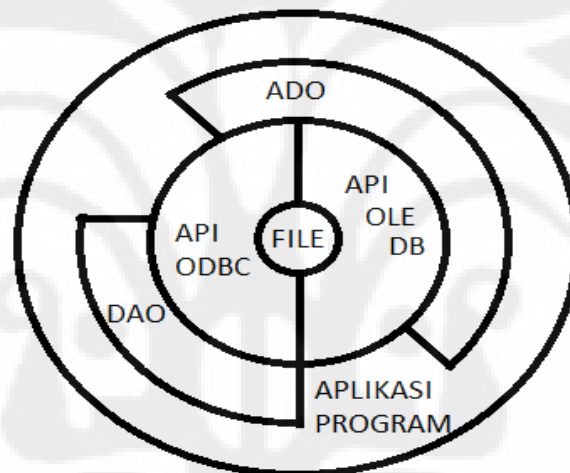 ADO
API
OLE
DB
API
ODBC
FILE
DAO
APLIKASI
PROGRAM